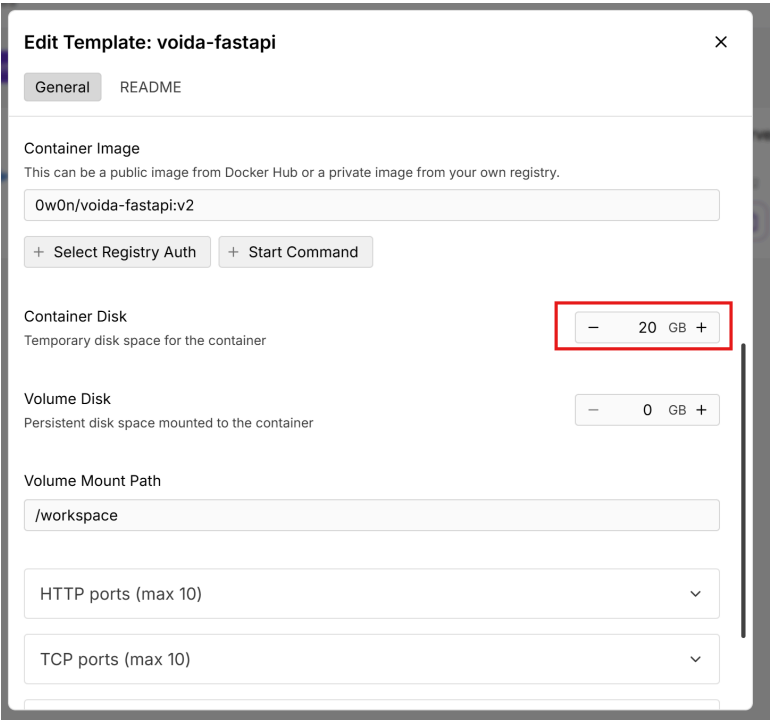 Edit Template: voida-fastapi
General README
Container Image
This can be a public image from Docker Hub or a private image from your own registry.
0w0n/voida-fastapi:v2
+ Select Registry Auth + Start Command
Container Disk
− 20 GB +
Temporary disk space for the container
Volume Disk
− 0 GB +
Persistent disk space mounted to the container
Volume Mount Path
/workspace
HTTP ports (max 10)
TCP ports (max 10)